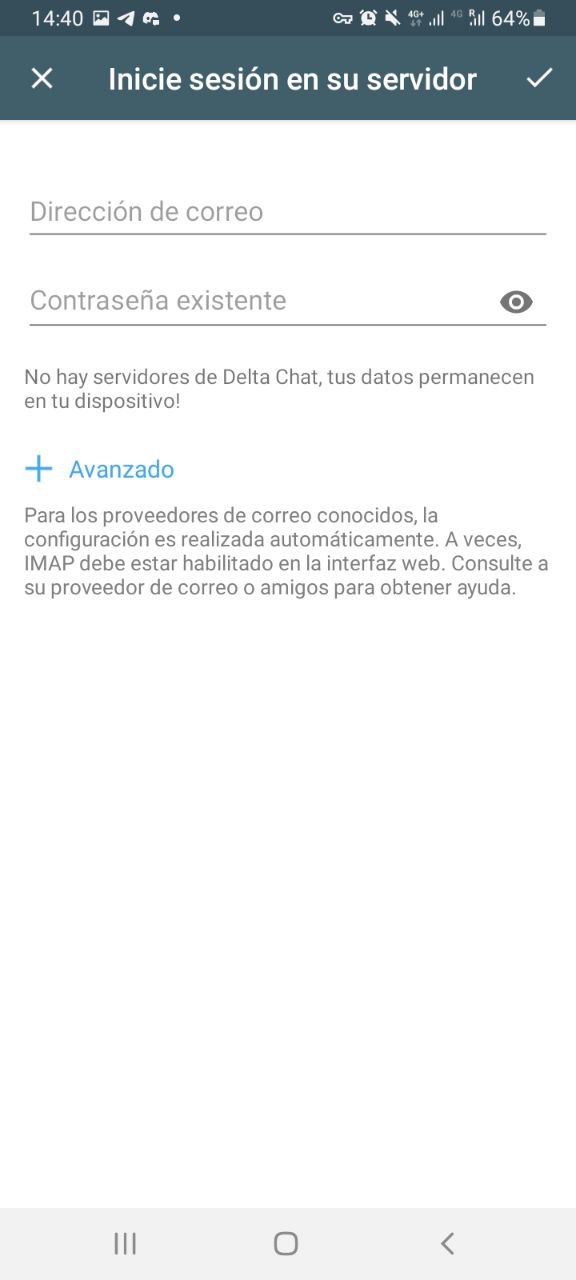 14:40 4G+ 4G R 64%
Inicie sesión en su servidor
Dirección de correo
Contraseña existente
No hay servidores de Delta Chat, tus datos permanecen
en tu dispositivo!
Avanzado
Para los proveedores de correo conocidos, la
configuración es realizada automáticamente. A veces,
IMAP debe estar habilitado en la interfaz web. Consulte a
su proveedor de correo o amigos para obtener ayuda.